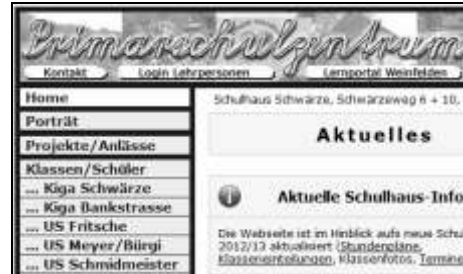 Primarschulzentrum
Kontakt
Login Lehrpersonen
Lernportal Weinfelden
Home
Porträt
Projekte/Anlässe
Klassen/Schüler
... Kiga Schwärze
... Kiga Bankstrasse
... US Fritsche
... US Meyer/Bürgi
... US Schmidmeister
Schulhaus Schwärze, Schwärzeweg 6 + 10,
Aktuelles
Aktuelle Schulhaus-Info
Die Webseite ist im Hinblick aufs neue Schu
2012/13 aktualisiert (Stundenpläne,
Klasseneinteilungen, Klassenfotos, Termine